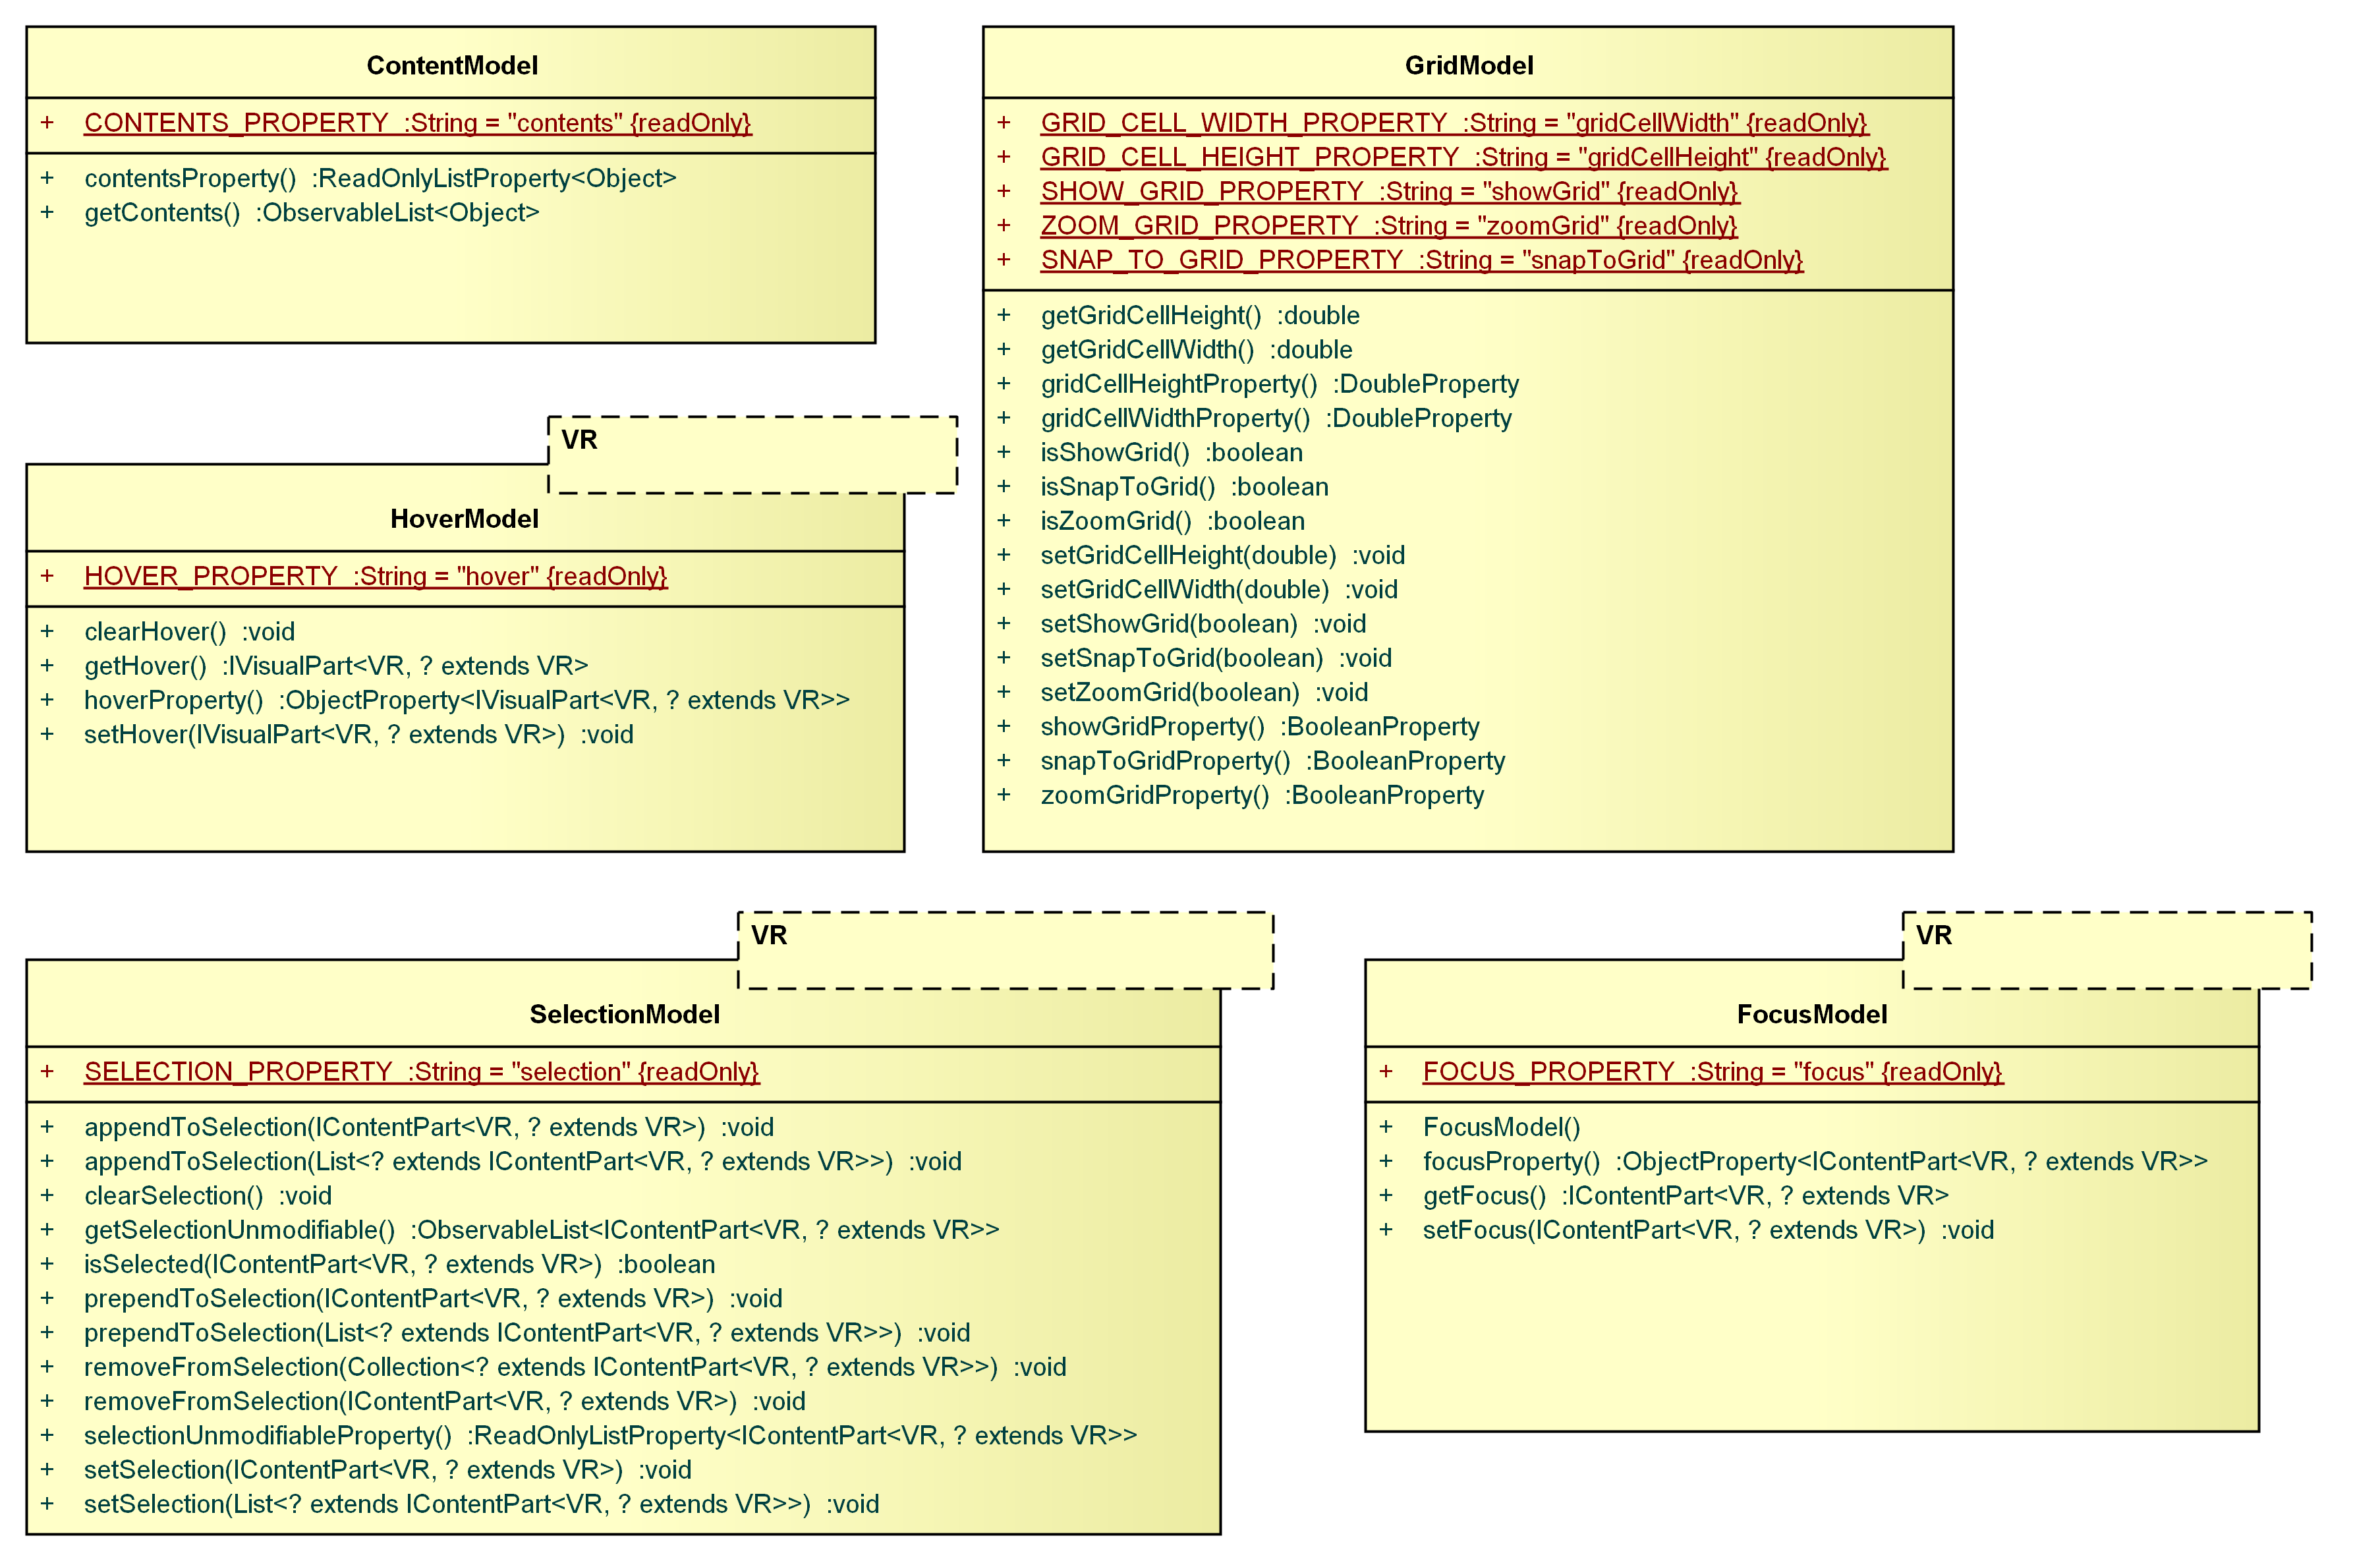 ContentModel
+ CONTENTS_PROPERTY :String = "contents" {readOnly}
+ contentsProperty() :ReadOnlyListProperty<Object>
+ getContents() :ObservableList<Object>
GridModel
+ GRID_CELL_WIDTH_PROPERTY :String = "gridCellWidth" {readOnly}
+ GRID_CELL_HEIGHT_PROPERTY :String = "gridCellHeight" {readOnly}
+ SHOW_GRID_PROPERTY :String = "showGrid" {readOnly}
+ ZOOM_GRID_PROPERTY :String = "zoomGrid" {readOnly}
+ SNAP_TO_GRID_PROPERTY :String = "snapToGrid" {readOnly}
+ getGridCellHeight() :double
+ getGridCellWidth() :double
+ gridCellHeightProperty() :DoubleProperty
+ gridCellWidthProperty() :DoubleProperty
+ isShowGrid() :boolean
+ isSnapToGrid() :boolean
+ isZoomGrid() :boolean
+ setGridCellHeight(double) :void
+ setGridCellWidth(double) :void
+ setShowGrid(boolean) :void
+ setSnapToGrid(boolean) :void
+ setZoomGrid(boolean) :void
+ showGridProperty() :BooleanProperty
+ snapToGridProperty() :BooleanProperty
+ zoomGridProperty() :BooleanProperty
VR
HoverModel
+ HOVER_PROPERTY :String = "hover" {readOnly}
+ clearHover() :void
+ getHover() :IVisualPart<VR, ? extends VR>
+ hoverProperty() :ObjectProperty<IVisualPart<VR, ? extends VR>>
+ setHover(IVisualPart<VR, ? extends VR>) :void
VR
SelectionModel
+ SELECTION_PROPERTY :String = "selection" {readOnly}
+ appendToSelection(IContentPart<VR, ? extends VR>) :void
+ appendToSelection(List<? extends IContentPart<VR, ? extends VR>>) :void
+ clearSelection() :void
+ getSelectionUnmodifiable() :ObservableList<IContentPart<VR, ? extends VR>>
+ isSelected(IContentPart<VR, ? extends VR>) :boolean
+ prependToSelection(IContentPart<VR, ? extends VR>) :void
+ prependToSelection(List<? extends IContentPart<VR, ? extends VR>>) :void
+ removeFromSelection(Collection<? extends IContentPart<VR, ? extends VR>>) :void
+ removeFromSelection(IContentPart<VR, ? extends VR>) :void
+ selectionUnmodifiableProperty() :ReadOnlyListProperty<IContentPart<VR, ? extends VR>>
+ setSelection(IContentPart<VR, ? extends VR>) :void
+ setSelection(List<? extends IContentPart<VR, ? extends VR>>) :void
VR
FocusModel
+ FOCUS_PROPERTY :String = "focus" {readOnly}
+ FocusModel()
+ focusProperty() :ObjectProperty<IContentPart<VR, ? extends VR>>
+ getFocus() :IContentPart<VR, ? extends VR>
+ setFocus(IContentPart<VR, ? extends VR>) :void